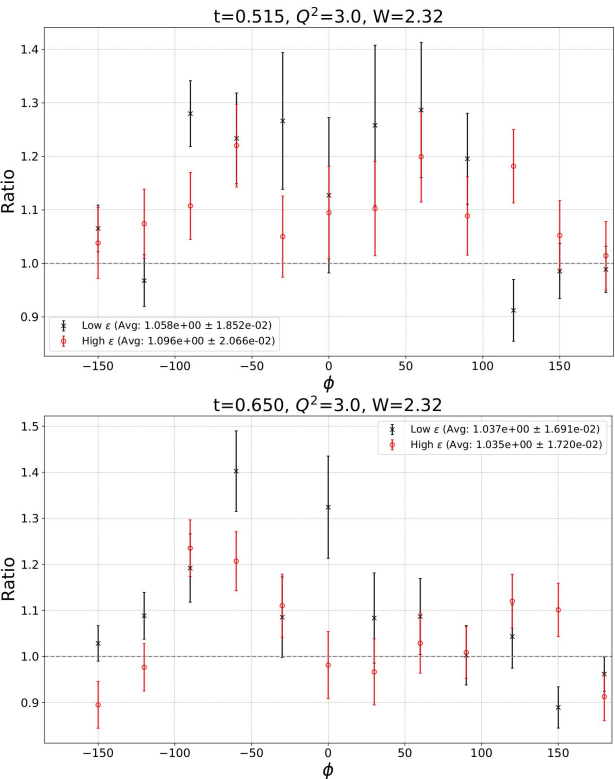 t=0.515, Q²=3.0, W=2.32
Ratio
1.4
1.3
1.2
1.1
1.0
0.9
Low ε (Avg: 1.058e+00 ± 1.852e-02)
High ε (Avg: 1.096e+00 ± 2.066e-02)
−150 −100 −50 0 50 100 150
ϕ
t=0.650, Q²=3.0, W=2.32
Ratio
1.5
1.4
1.3
1.2
1.1
1.0
0.9
Low ε (Avg: 1.037e+00 ± 1.691e-02)
High ε (Avg: 1.035e+00 ± 1.720e-02)
−150 −100 −50 0 50 100 150
ϕ